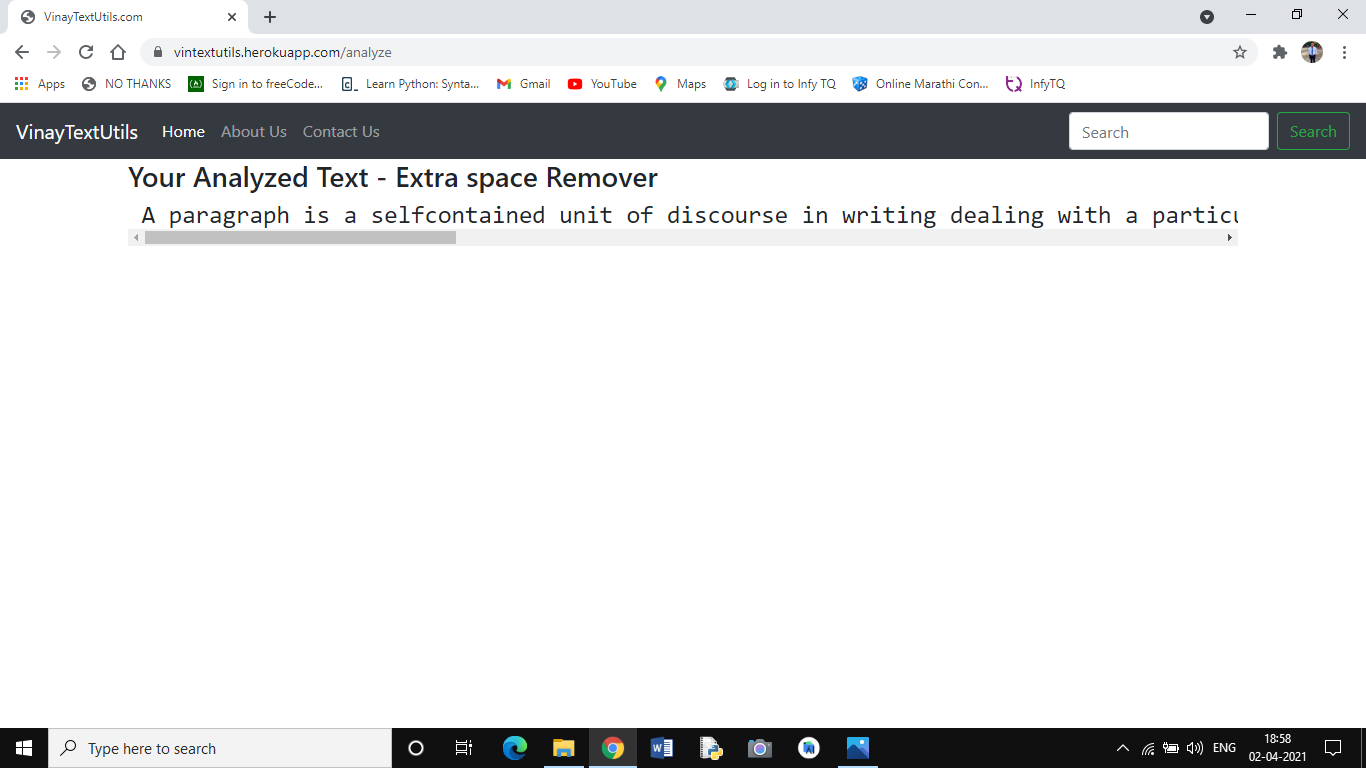 VinayTextUtils.com
vintextutils.herokuapp.com/analyze
Apps NO THANKS Sign in to freeCode... Learn Python: Synta... Gmail YouTube Maps Log in to Infy TQ Online Marathi Con... InfyTQ
VinayTextUtils Home About Us Contact Us Search Search
Your Analyzed Text - Extra space Remover
A paragraph is a selfcontained unit of discourse in writing dealing with a particu
Type here to search ENG 18:58
02-04-2021